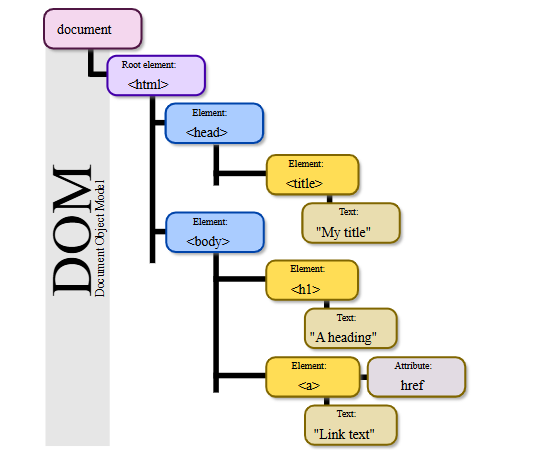 document
Root element:
<html>
Element:
<head>
Element:
<title>
Text:
"My title"
Element:
<body>
Element:
<h1>
Text:
"A heading"
Element:
<a>
Attribute:
href
Text:
"Link text"
DOM
Document Object Model